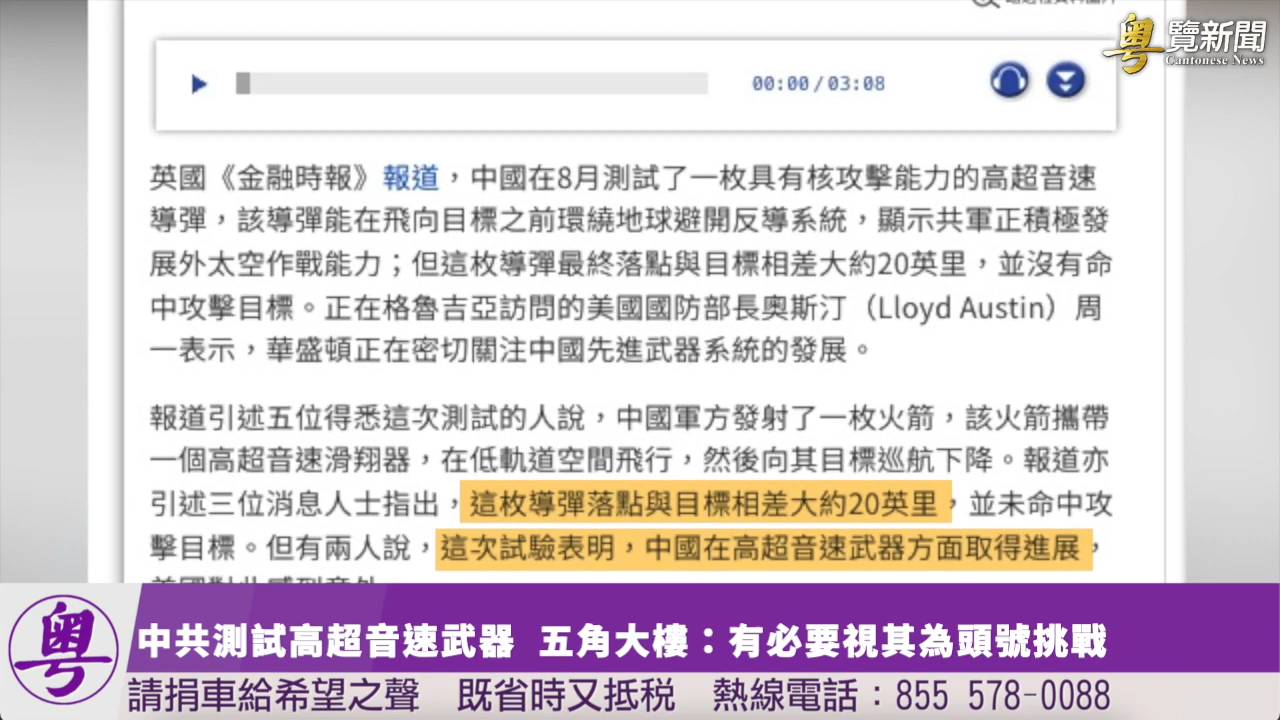 粵覽新聞
Cantonese News
00:00/03:08
英國《金融時報》報道，中國在8月測試了一枚具有核攻擊能力的高超音速
導彈，該導彈能在飛向目標之前環繞地球避開反導系統，顯示共軍正積極發
展外太空作戰能力；但這枚導彈最終落點與目標相差大約20英里，並沒有命
中攻擊目標。正在格魯吉亞訪問的美國國防部長奧斯汀（Lloyd Austin）周
一表示，華盛頓正在密切關注中國先進武器系統的發展。
報道引述五位得悉這次測試的人說，中國軍方發射了一枚火箭，該火箭攜帶
一個高超音速滑翔器，在低軌道空間飛行，然後向其目標巡航下降。報道亦
引述三位消息人士指出，這枚導彈落點與目標相差大約20英里，並未命中攻
擊目標。但有兩人說，這次試驗表明，中國在高超音速武器方面取得進展，
粵
中共測試高超音速武器 五角大樓：有必要視其為頭號挑戰
請捐車給希望之聲 既省時又抵税 熱線電話：855 578-0088